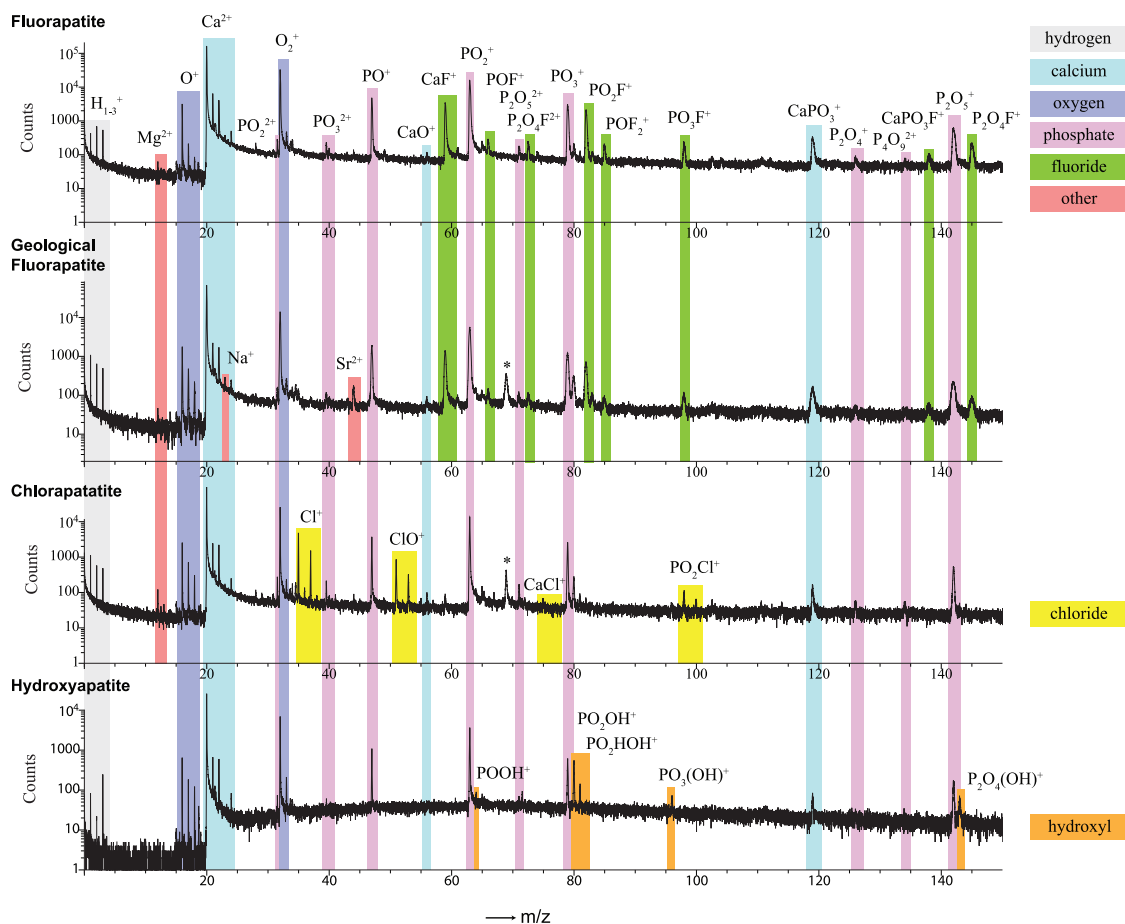 Fluorapatite
Ca²⁺
O₂⁺
PO₂⁺
hydrogen
10⁵
O⁺
PO⁺
CaF⁺
POF⁺
PO₃⁺
PO₂F⁺
calcium
10⁴
H₁₋₃⁺
P₂O₅²⁺
CaPO₃⁺
P₂O₅⁺
oxygen
Counts
1000
Mg²⁺
PO₂²⁺
PO₃²⁺
CaO⁺
P₂O₄F²⁺
POF₂⁺
PO₃F⁺
CaPO₃F⁺
P₂O₄F⁺
phosphate
100
P₂O₄⁺
P₄O₉²⁺
fluoride
10
other
1
20 40 60 80 100 120 140
Geological
Fluorapatite
10⁴
Counts
1000
Na⁺
Sr²⁺
*
100
10
20 40 60 80 100 120 140
Chlorapatatite
Cl⁺
10⁴
ClO⁺
Counts
1000
*
CaCl⁺
PO₂Cl⁺
100
chloride
10
1
20 40 60 80 100 120 140
Hydroxyapatite
10⁴
PO₂OH⁺
PO₂HOH⁺
Counts
1000
POOH⁺
PO₃(OH)⁺
P₂O₄(OH)⁺
100
10
hydroxyl
1
20 40 60 80 100 120 140
→ m/z